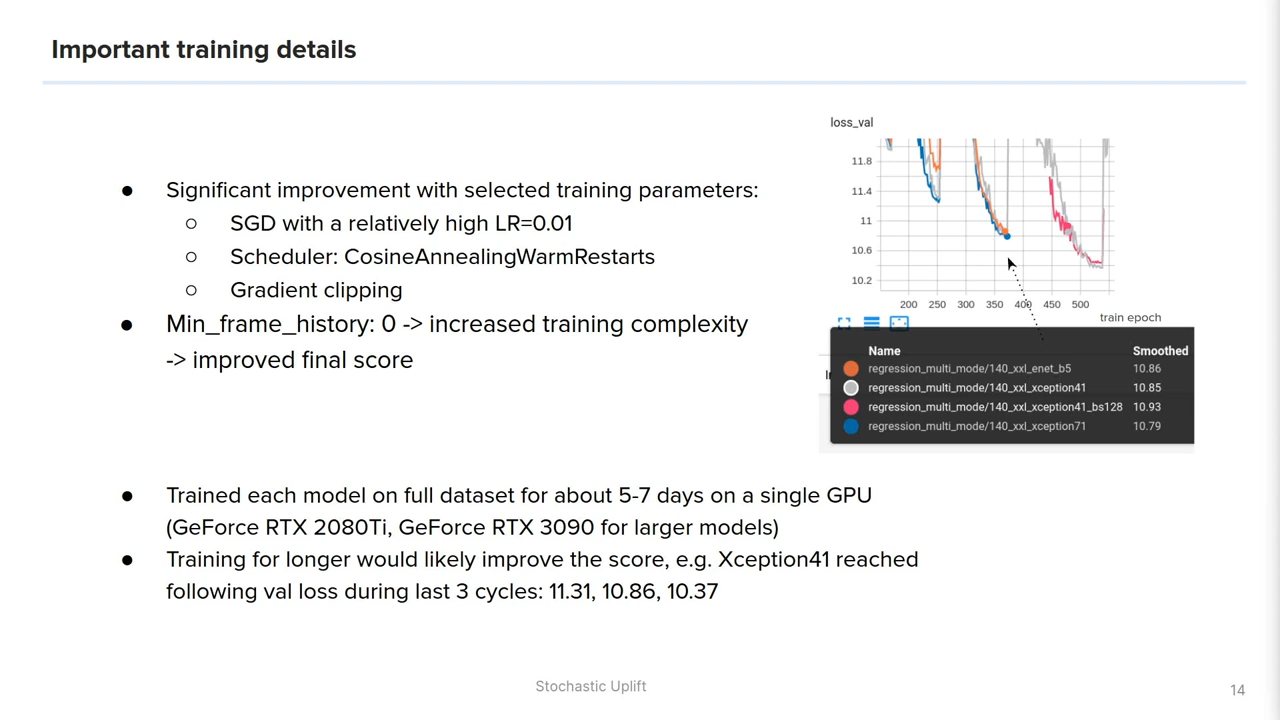 Important training details
● Significant improvement with selected training parameters:
○ SGD with a relatively high LR=0.01
○ Scheduler: CosineAnnealingWarmRestarts
○ Gradient clipping
● Min_frame_history: 0 -> increased training complexity
-> improved final score
loss_val
11.8
11.4
11
10.6
10.2
200 250 300 350 400 450 500
train epoch
Name Smoothed
regression_multi_mode/140_xxl_enet_b5 10.86
regression_multi_mode/140_xxl_xception41 10.85
regression_multi_mode/140_xxl_xception41_bs128 10.93
regression_multi_mode/140_xxl_xception71 10.79
● Trained each model on full dataset for about 5-7 days on a single GPU
(GeForce RTX 2080Ti, GeForce RTX 3090 for larger models)
● Training for longer would likely improve the score, e.g. Xception41 reached
following val loss during last 3 cycles: 11.31, 10.86, 10.37
Stochastic Uplift
14